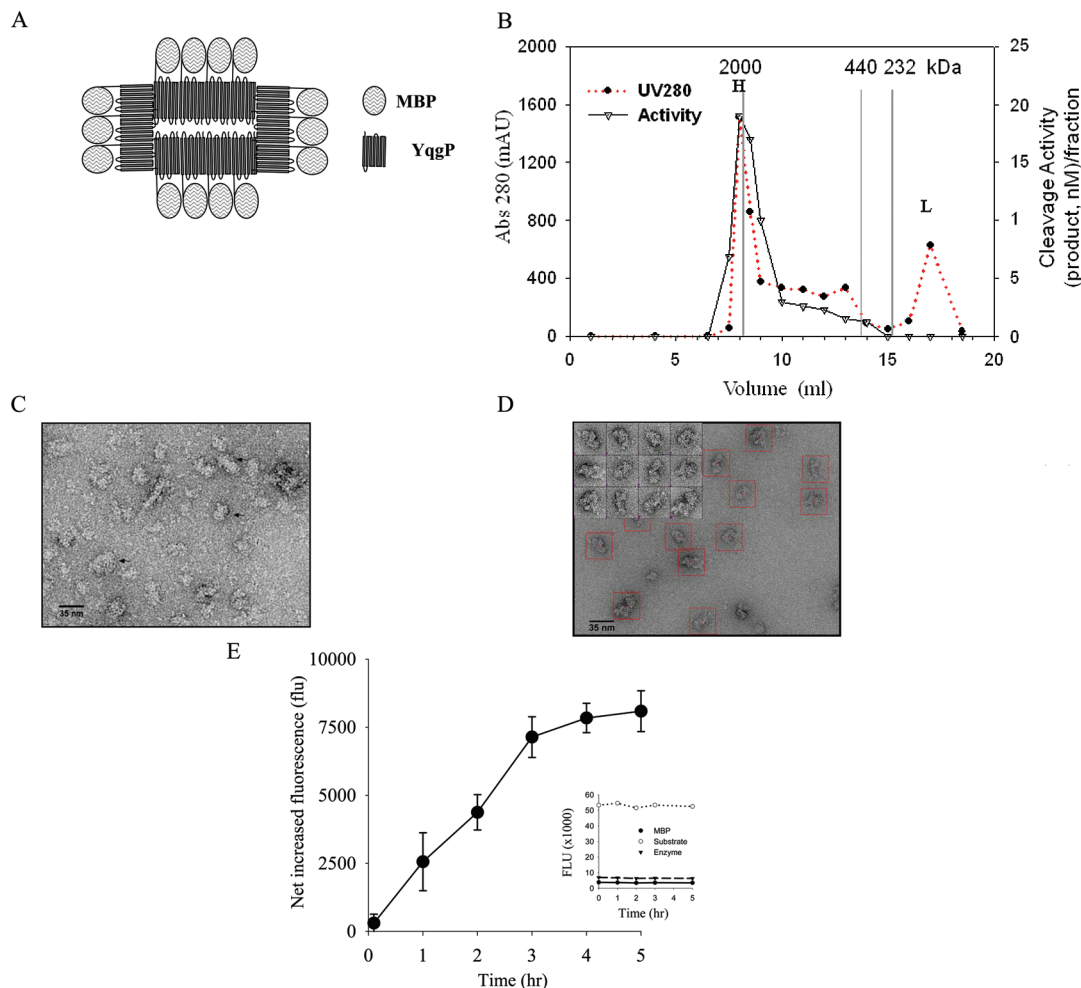 A
MBP
YqgP
B
2000 440 232 kDa
H
UV280
Activity
L
2000
1600
1200
800
400
0
25
20
15
1
5
0
0 5 10 15 20
Abs 280 (mAU)
Cleavage Activity
(product, nM)/fraction
Volume (ml)
C
35 nm
D
35 nm
E
10000
7500
5000
2500
0
0 1 2 3 4 5
Net increased fluorescence (flu)
Time (hr)
60
50
40
30
20
10
0
0 1 2 3 4 5
MBP
Substrate
Enzyme
FLU (x1000)
Time (hr)